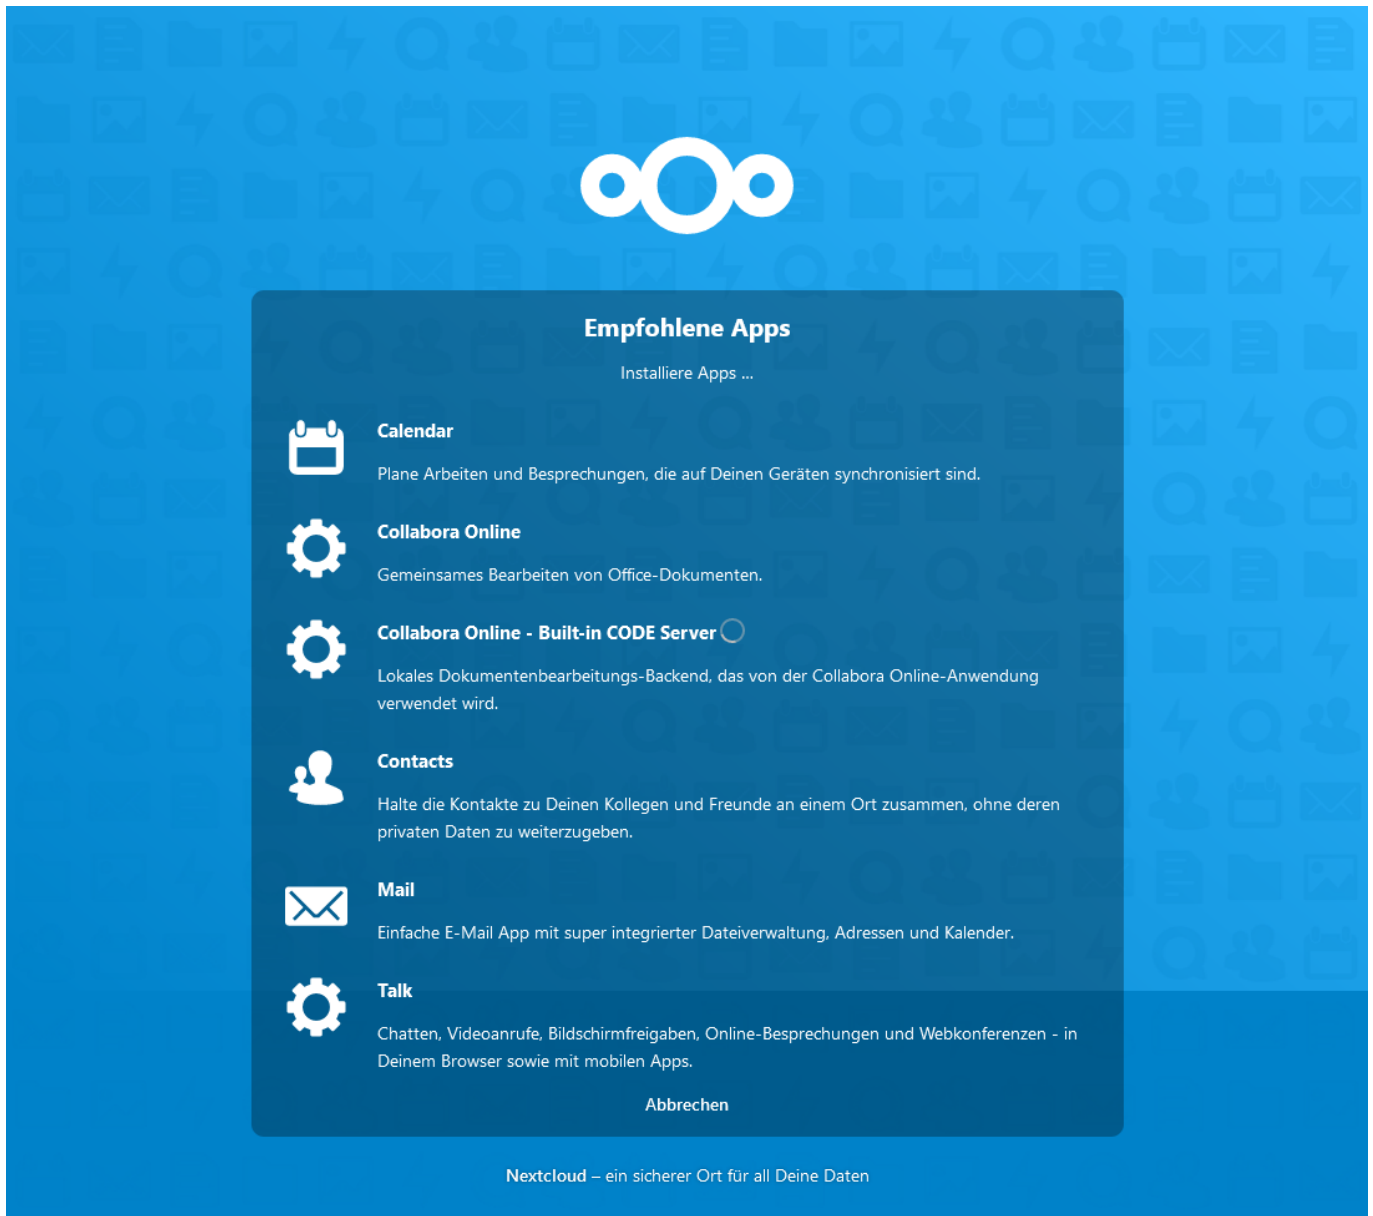 Empfohlene Apps
Installiere Apps ...
Calendar
Plane Arbeiten und Besprechungen, die auf Deinen Geräten synchronisiert sind.
Collabora Online
Gemeinsames Bearbeiten von Office-Dokumenten.
Collabora Online - Built-in CODE Server
Lokales Dokumentenbearbeitungs-Backend, das von der Collabora Online-Anwendung
verwendet wird.
Contacts
Halte die Kontakte zu Deinen Kollegen und Freunde an einem Ort zusammen, ohne deren
privaten Daten zu weiterzugeben.
Mail
Einfache E-Mail App mit super integrierter Dateiverwaltung, Adressen und Kalender.
Talk
Chatten, Videoanrufe, Bildschirmfreigaben, Online-Besprechungen und Webkonferenzen - in
Deinem Browser sowie mit mobilen Apps.
Abbrechen
Nextcloud – ein sicherer Ort für all Deine Daten